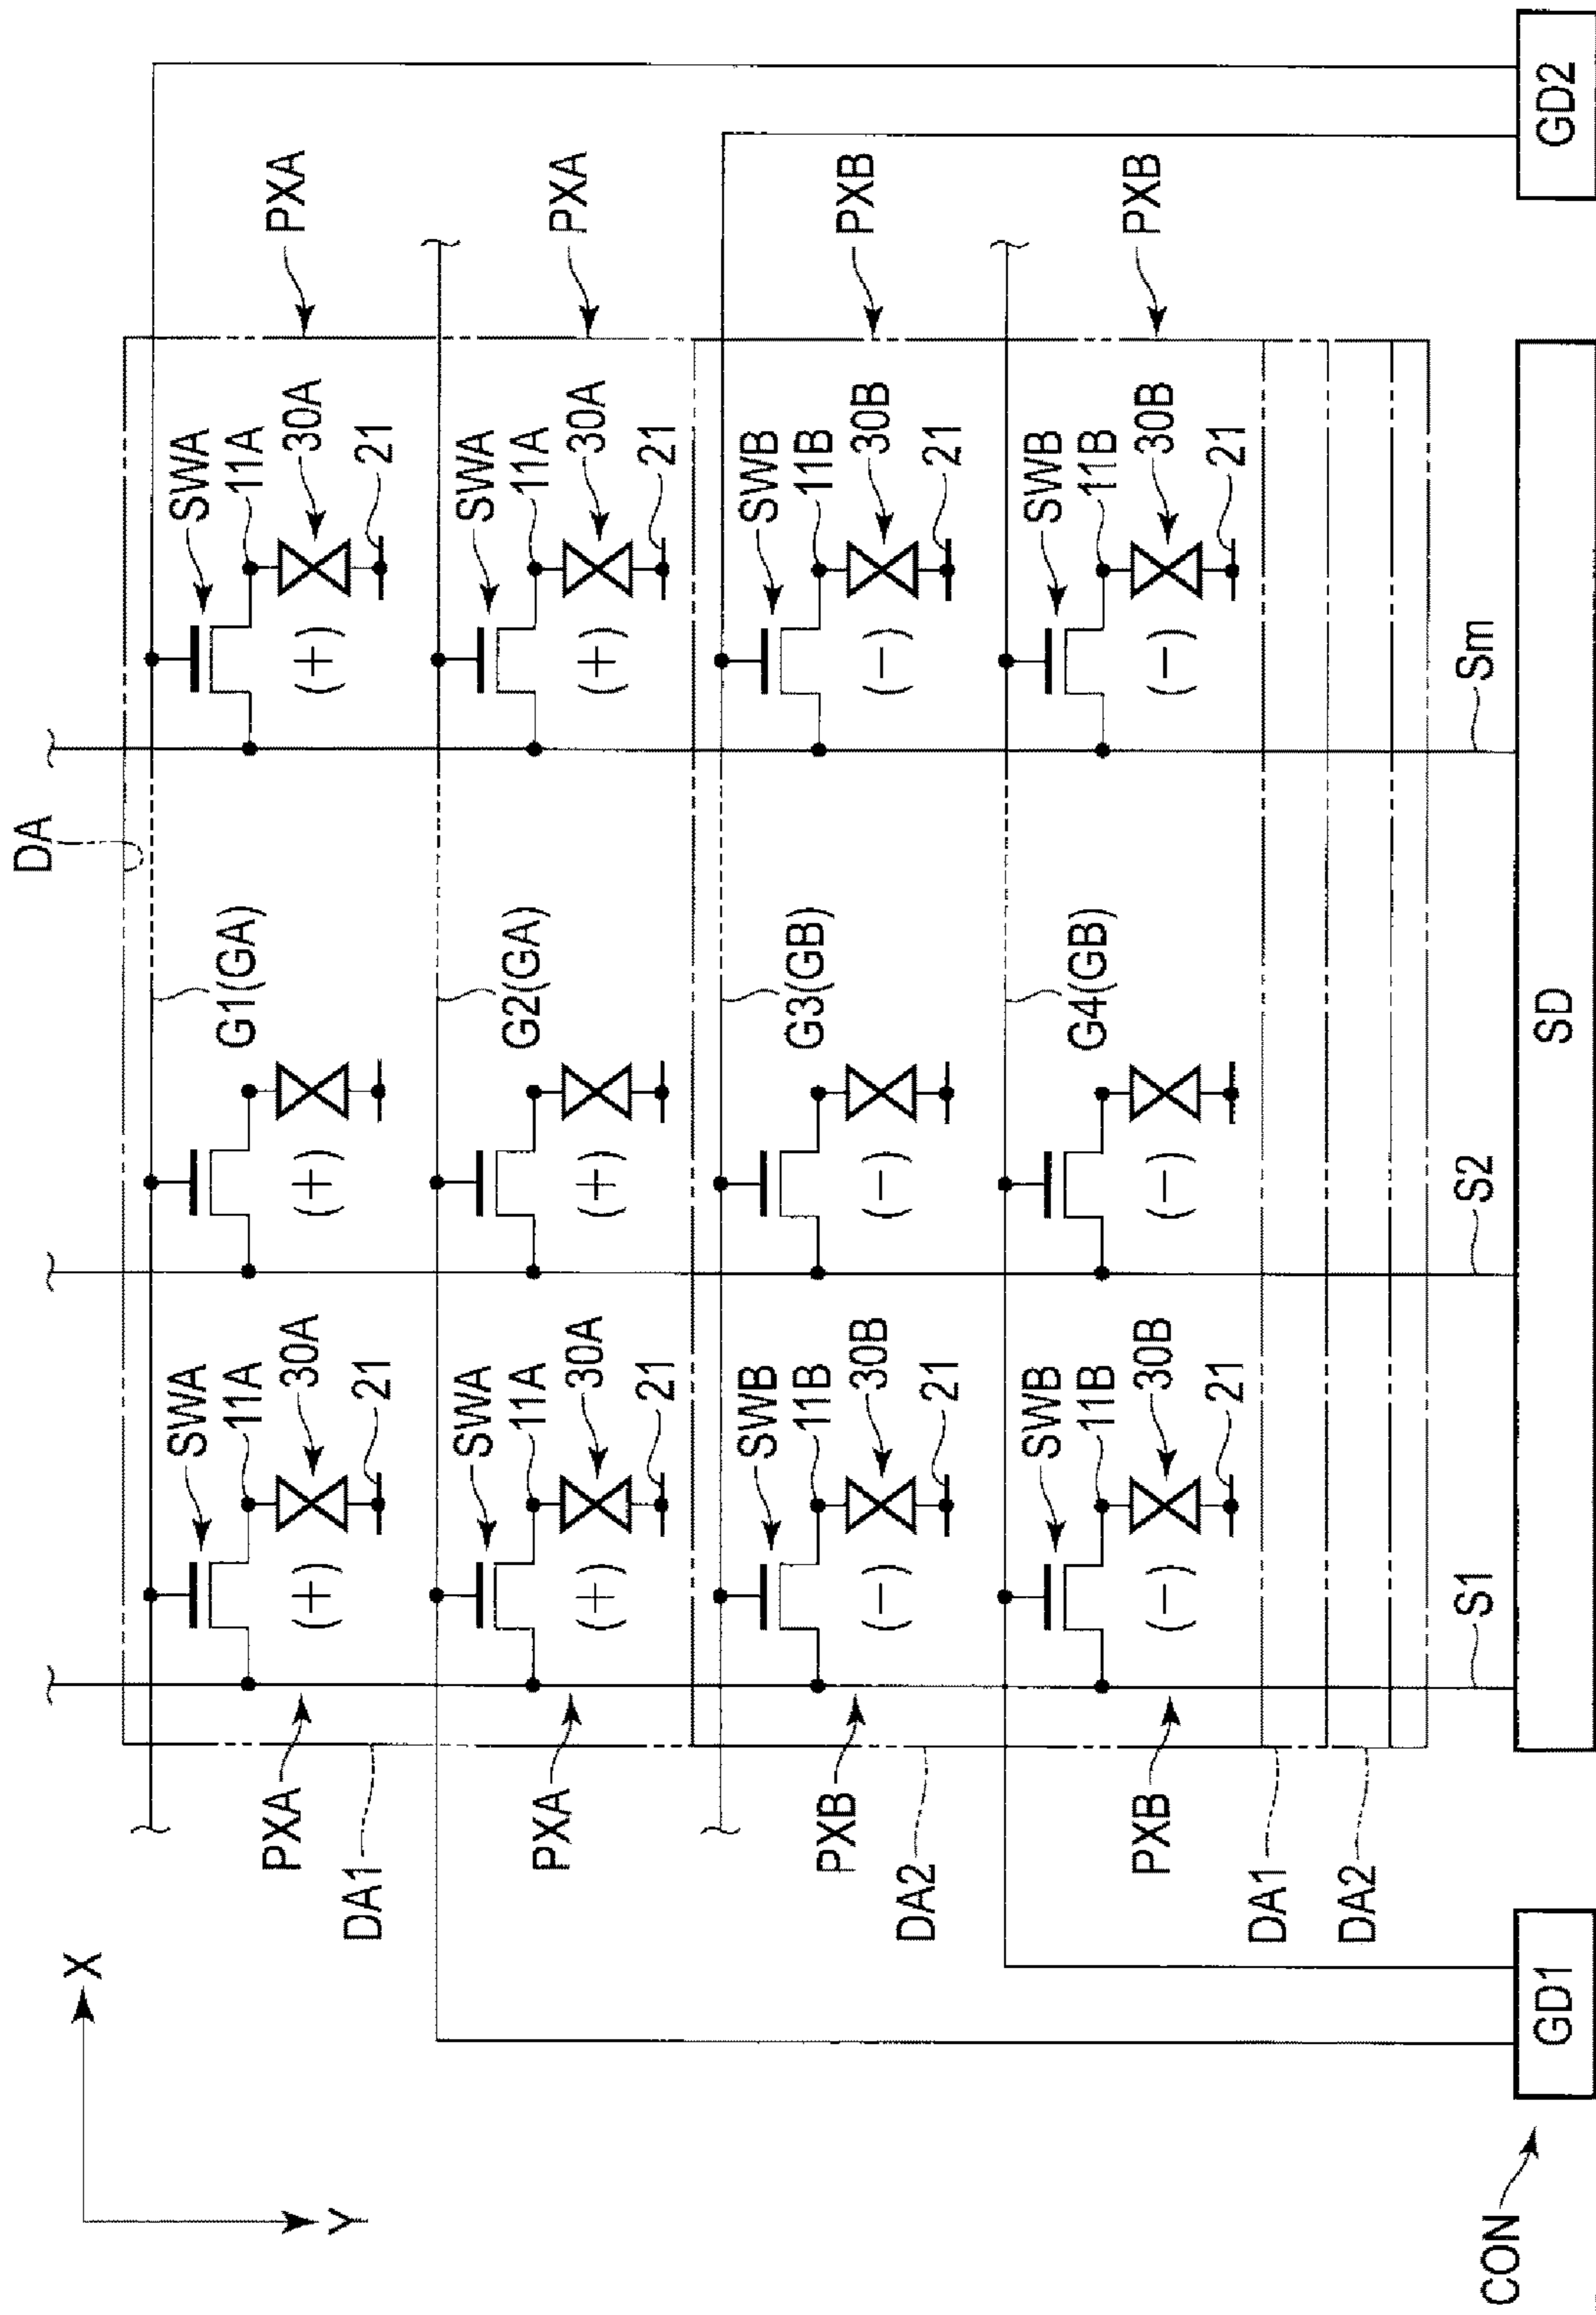 X
Y
DA
GD2
PXA
PXA
PXB
PXB
SWA
11A
30A
21
(+)
G1(GA)
(+)
SWA
11A
30A
21
(+)
PXA
DA1
SWA
11A
30A
21
(+)
G2(GA)
(+)
SWA
11A
30A
21
(+)
PXA
SWB
11B
30B
21
(−)
G3(GB)
(−)
SWB
11B
30B
21
(−)
PXB
DA2
SWB
11B
30B
21
(−)
G4(GB)
(−)
SWB
11B
30B
21
(−)
PXB
DA1
DA2
S1
S2
Sm
GD1
SD
CON